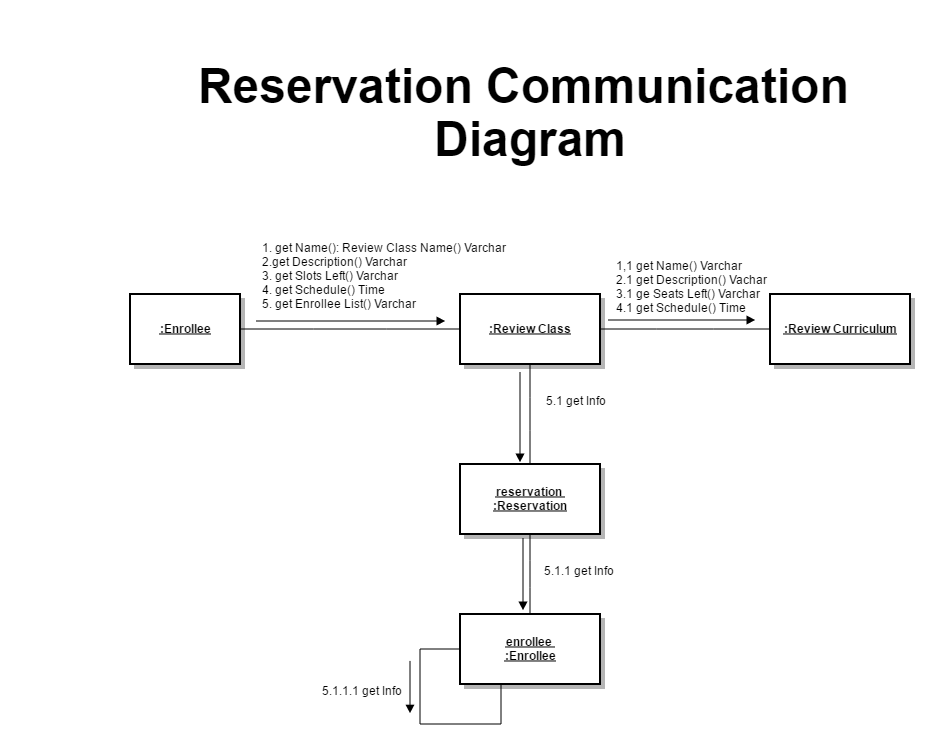 Reservation Communication
Diagram
1. get Name(): Review Class Name() Varchar
2.get Description() Varchar
3. get Slots Left() Varchar
4. get Schedule() Time
5. get Enrollee List() Varchar
1,1 get Name() Varchar
2.1 get Description() Vachar
3.1 ge Seats Left() Varchar
4.1 get Schedule() Time
:Enrollee
:Review Class
:Review Curriculum
5.1 get Info
reservation
:Reservation
5.1.1 get Info
enrollee
:Enrollee
5.1.1.1 get Info